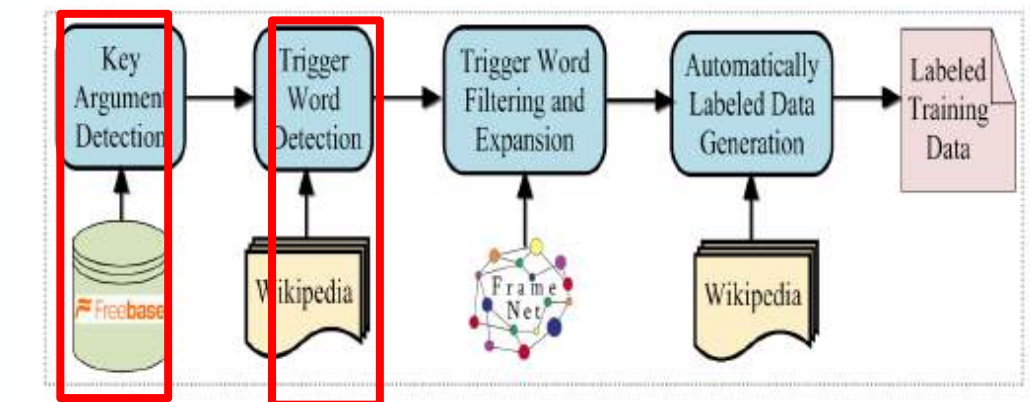 Key
Argument
Detection
Trigger
Word
Detection
Trigger Word
Filtering and
Expansion
Automatically
Labeled Data
Generation
Labeled
Training
Data
Freebase
Wikipedia
Frame
Net
Wikipedia